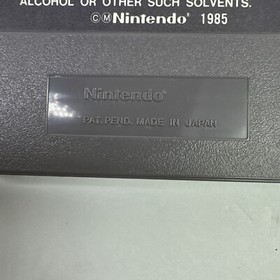 ALCOHOL OR OTHER SUCH SOLVENTS.
©Ⓜ Nintendo® 1985
Nintendo®
PAT. PEND. MADE IN JAPAN